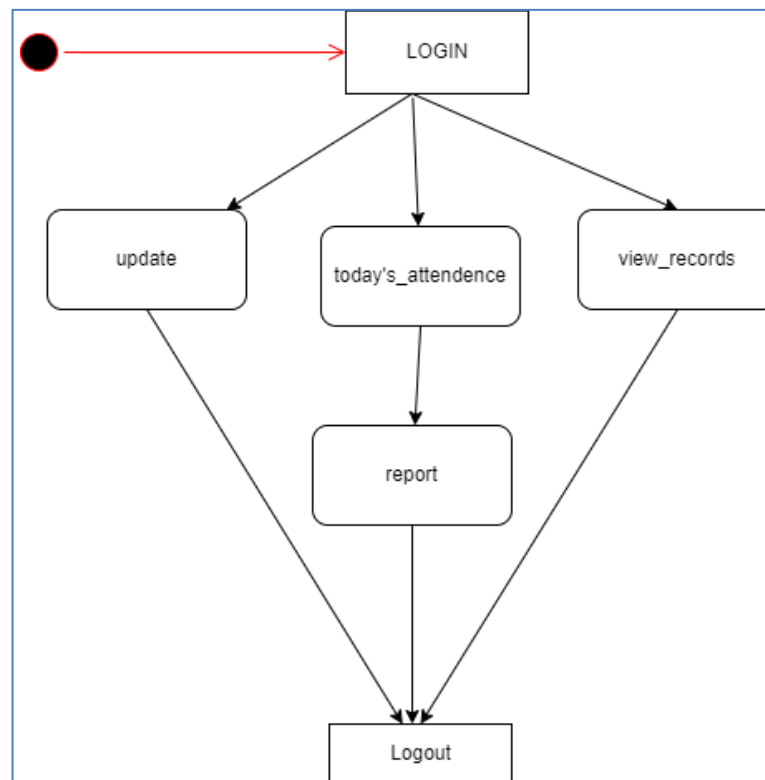 LOGIN
update
today's_attendence
view_records
report
Logout